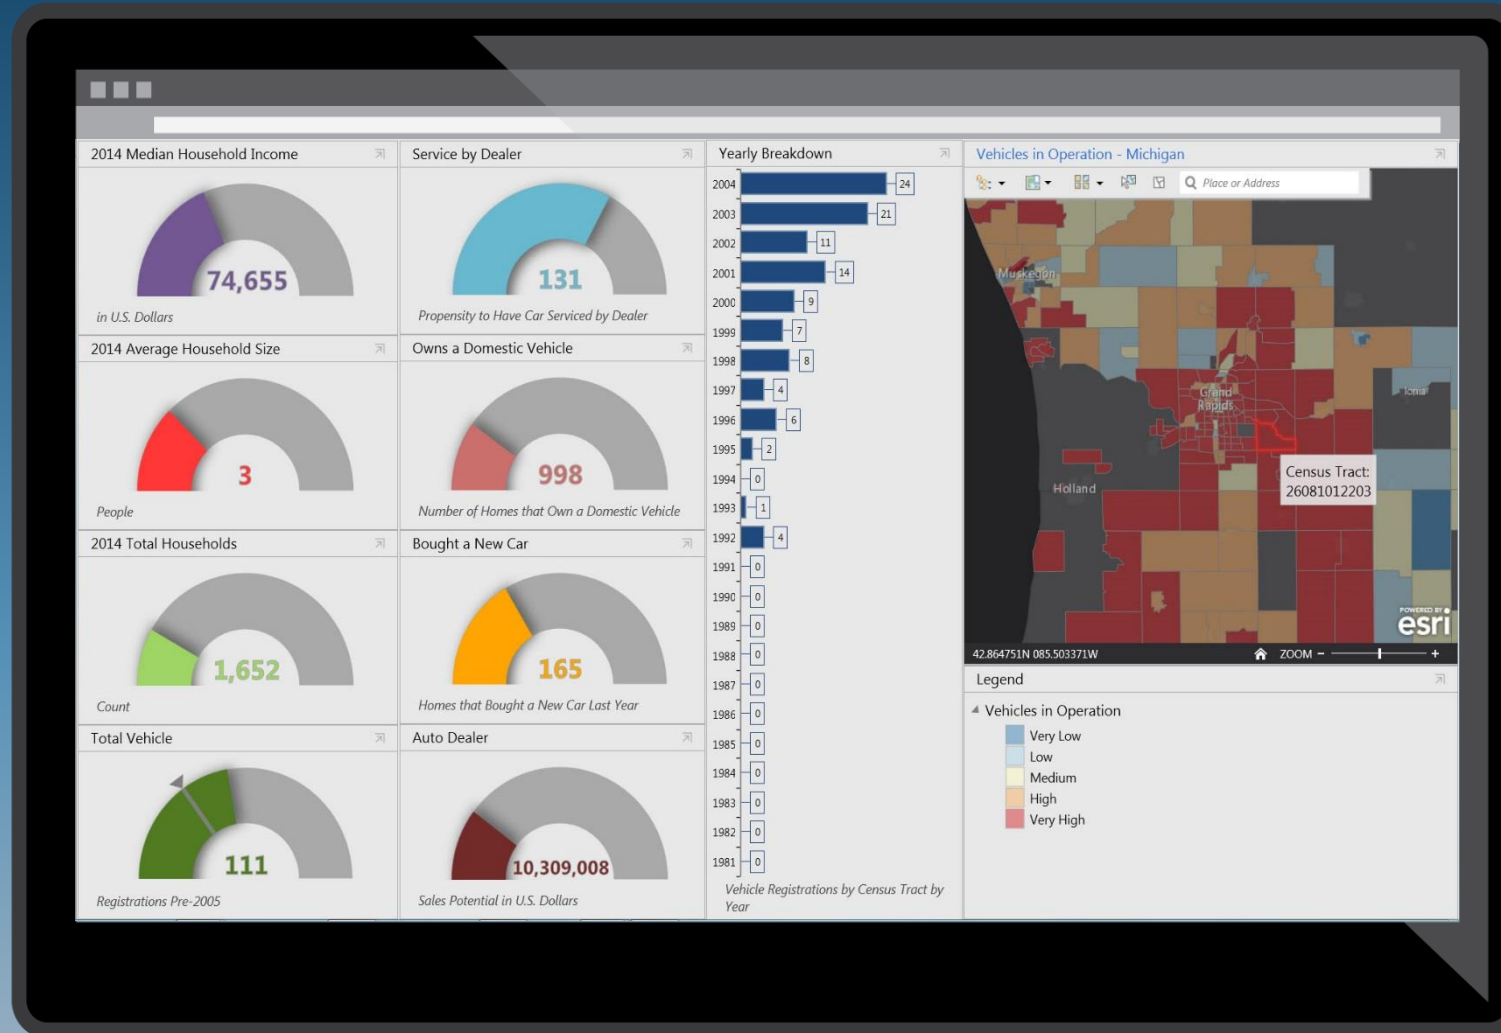 2014 Median Household Income
74,655
in U.S. Dollars
2014 Average Household Size
3
People
2014 Total Households
1,652
Count
Total Vehicle
111
Registrations Pre-2005
Service by Dealer
131
Propensity to Have Car Serviced by Dealer
Owns a Domestic Vehicle
998
Number of Homes that Own a Domestic Vehicle
Bought a New Car
165
Homes that Bought a New Car Last Year
Auto Dealer
10,309,008
Sales Potential in U.S. Dollars
Yearly Breakdown
2004 24
2003 21
2002 11
2001 14
2000 9
1999 7
1998 8
1997 4
1996 6
1995 2
1994 0
1993 1
1992 4
1991 0
1990 0
1989 0
1988 0
1987 0
1986 0
1985 0
1984 0
1983 0
1982 0
1981 0
Vehicle Registrations by Census Tract by
Year
Vehicles in Operation - Michigan
Place or Address
Muskegon
Grand
Rapids
Ionia
Holland
Census Tract:
26081012203
POWERED BY
esri
42.864751N 085.503371W
ZOOM - +
Legend
Vehicles in Operation
Very Low
Low
Medium
High
Very High